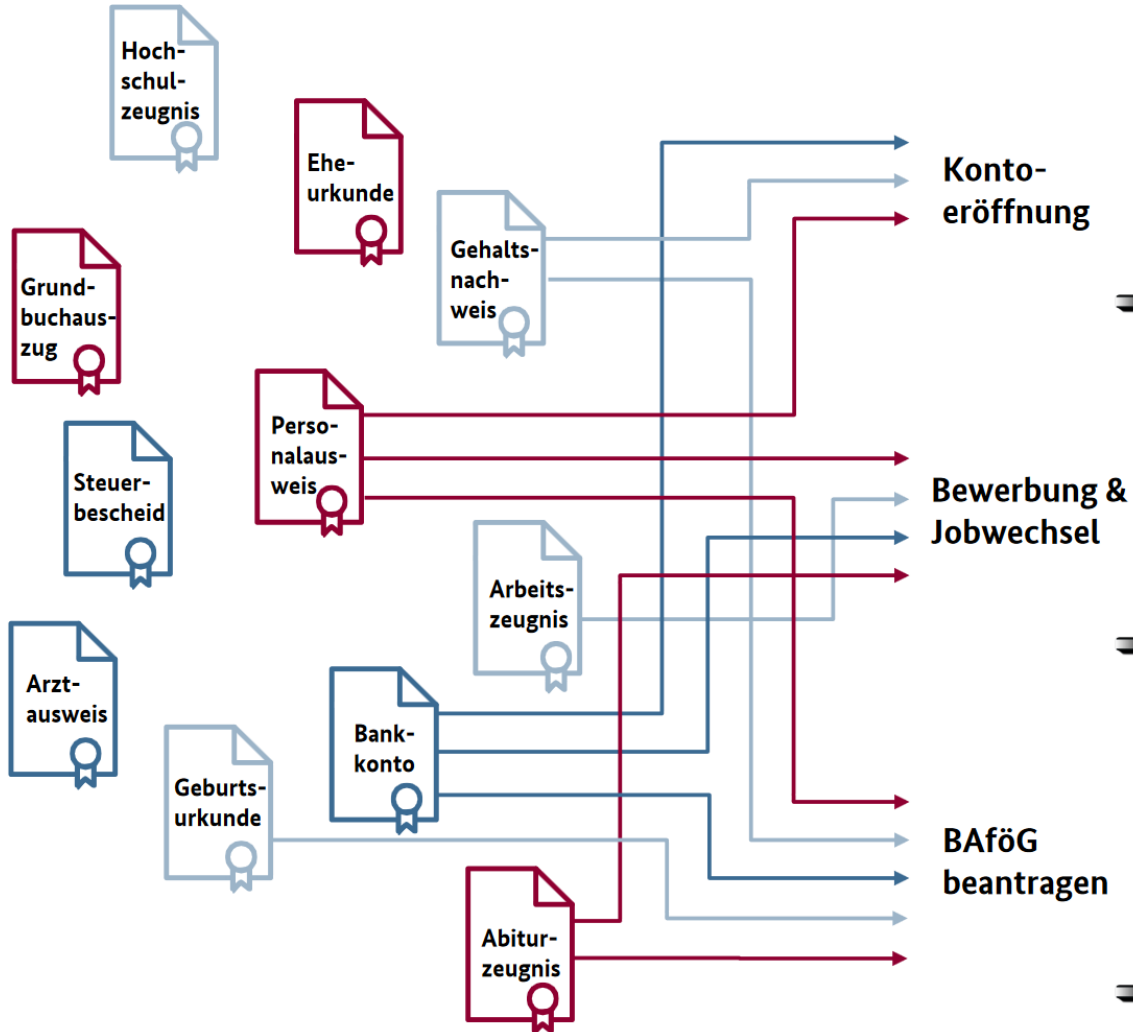 Hoch-
schul-
zeugnis
Ehe-
urkunde
Gehalts-
nach-
weis
Grund-
buchaus-
zug
Perso-
nalaus-
weis
Steuer-
bescheid
Arbeits-
zeugnis
Arzt-
ausweis
Bank-
konto
Geburts-
urkunde
Abitur-
zeugnis
Konto-
eröffnung
Bewerbung &
Jobwechsel
BAföG
beantragen